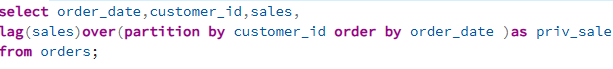 select order_date,customer_id,sales,
lag(sales)over(partition by customer_id order by order_date )as priv_sale
from orders;